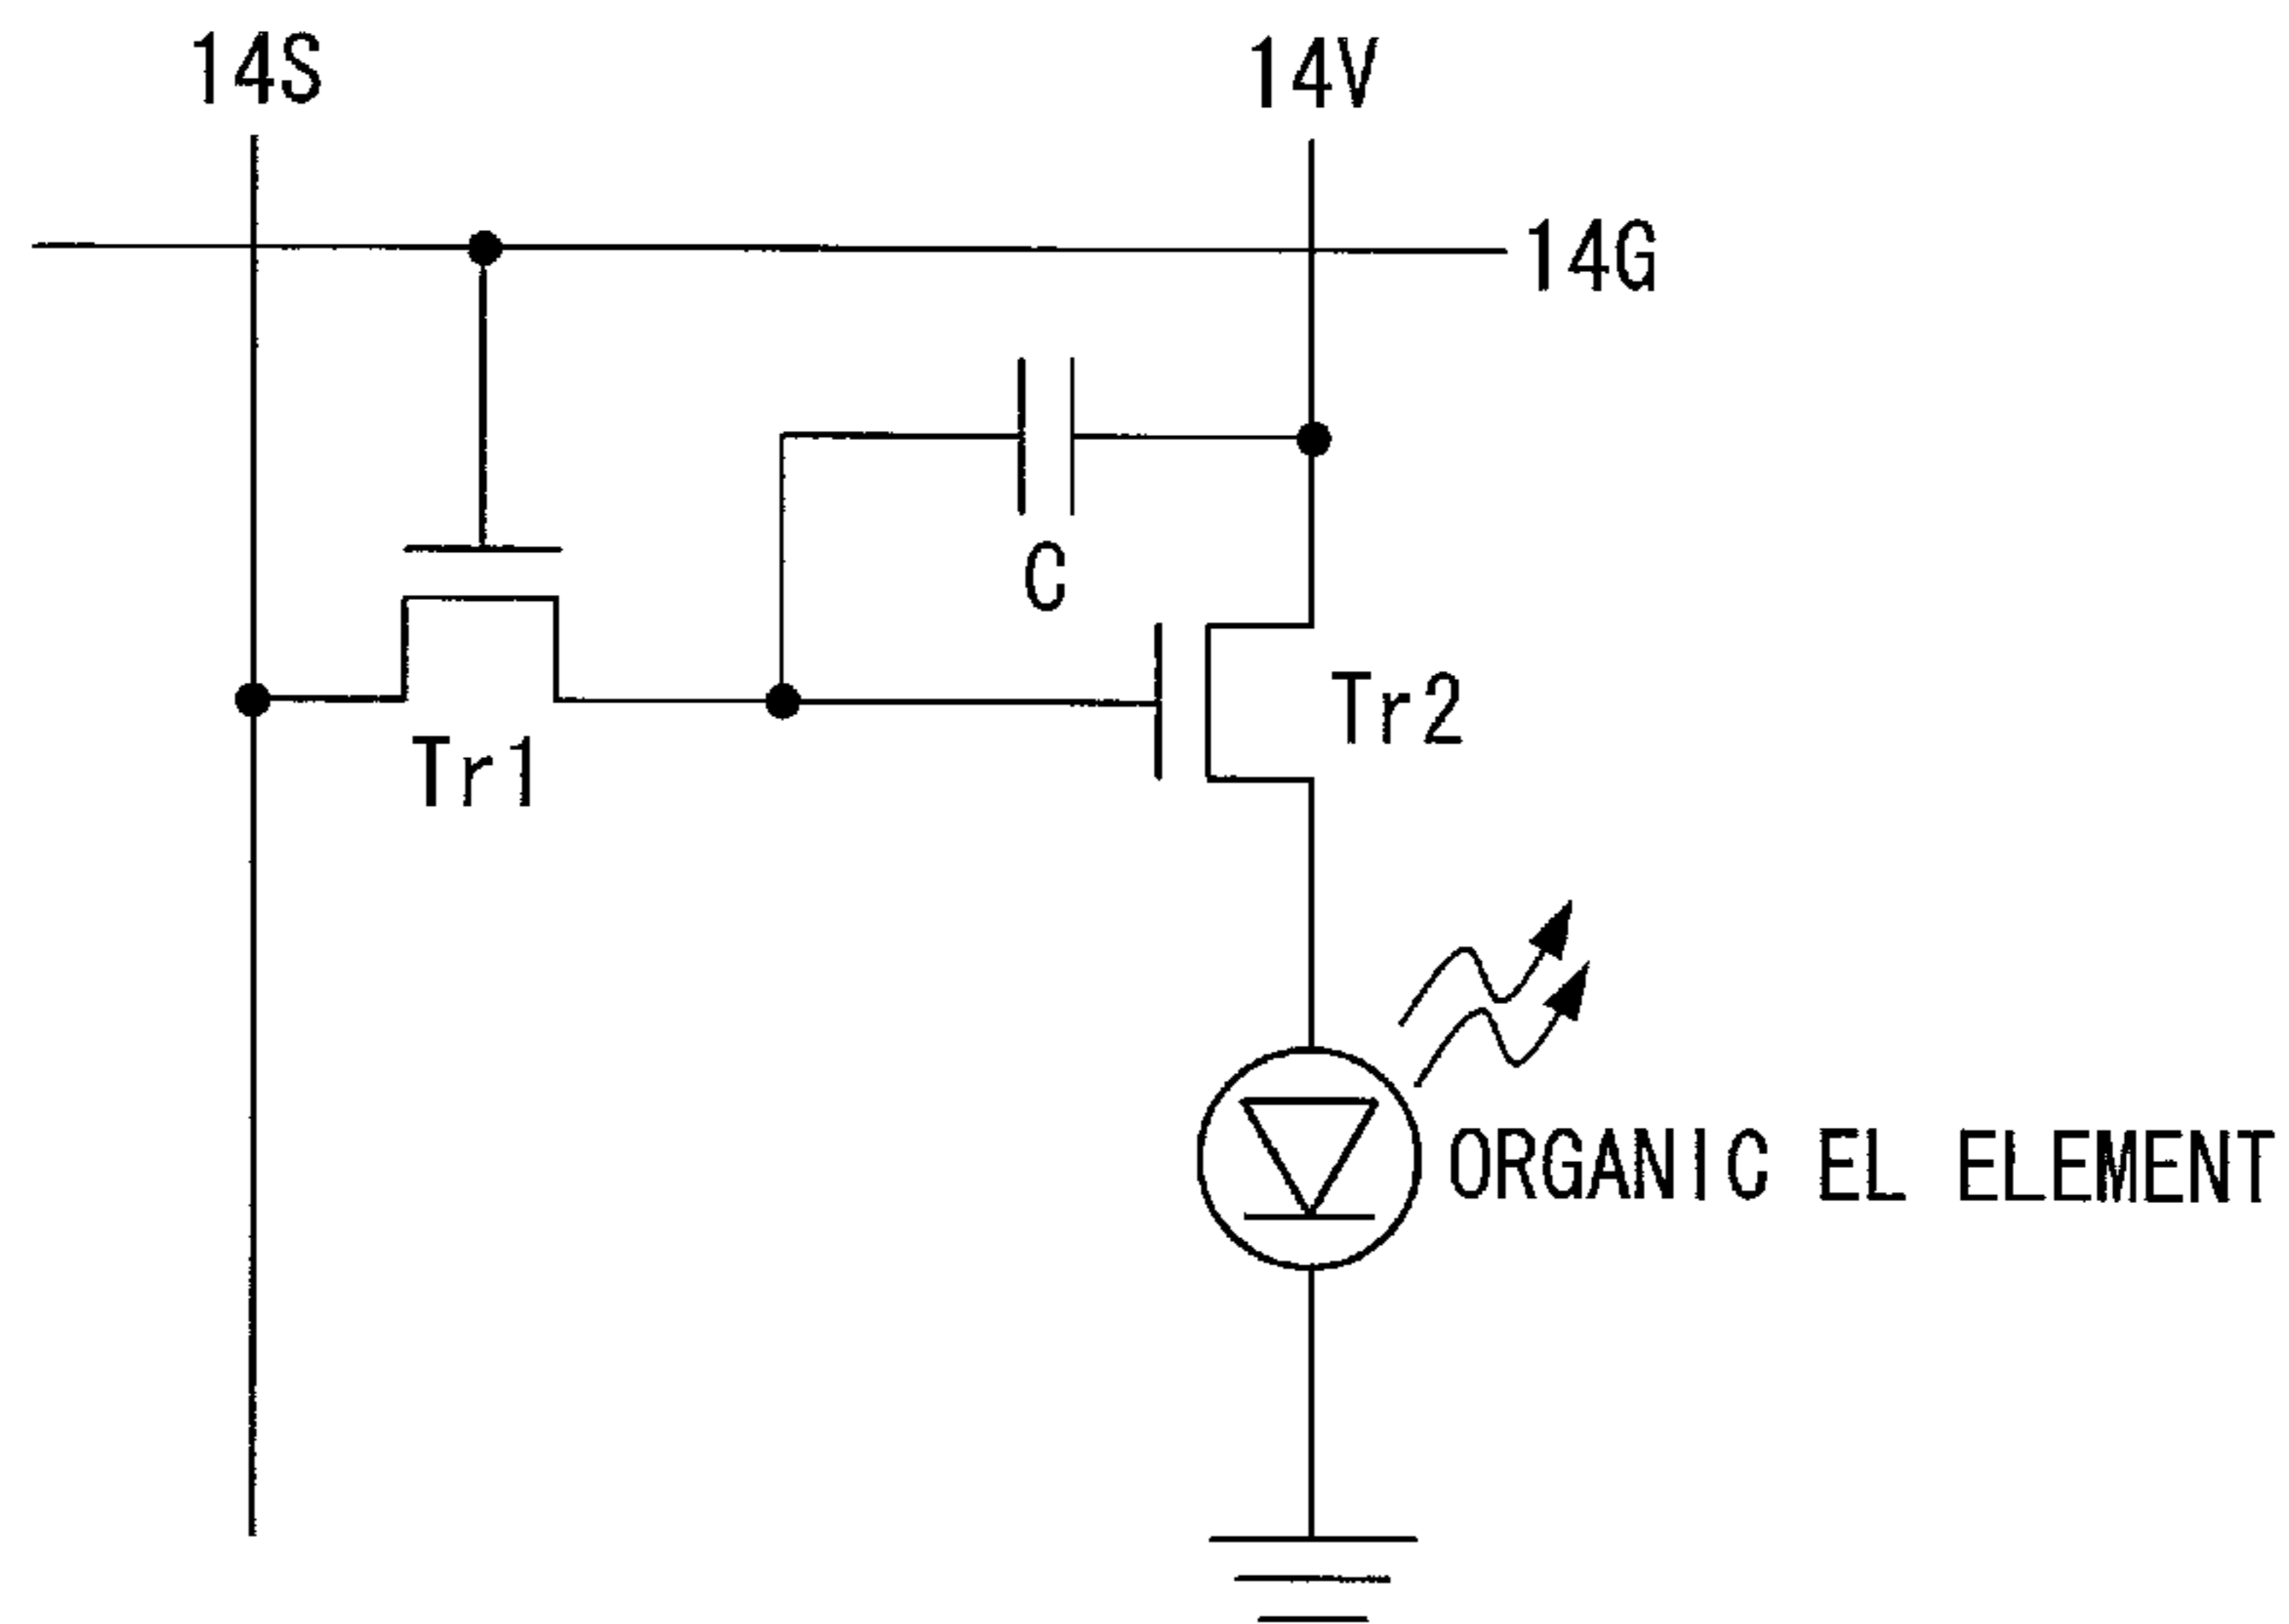 14S
14V
14G
C
Tr2
Tr1
ORGANIC EL ELEMENT